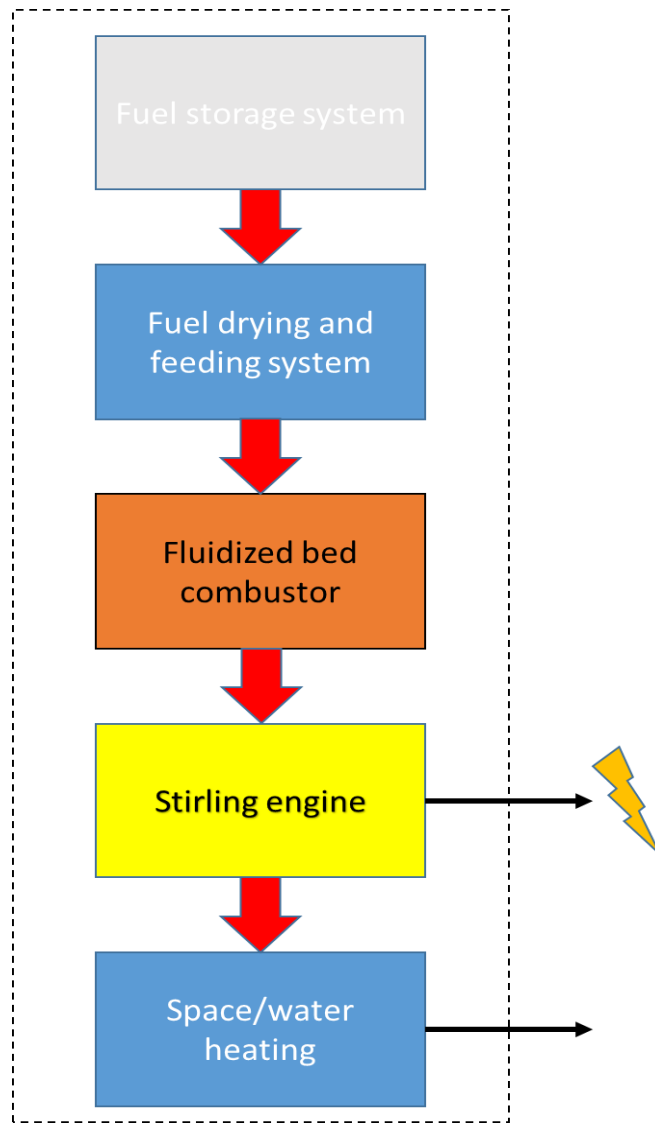 Fuel storage system
Fuel drying and
feeding system
Fluidized bed
combustor
Stirling engine
Space/water
heating